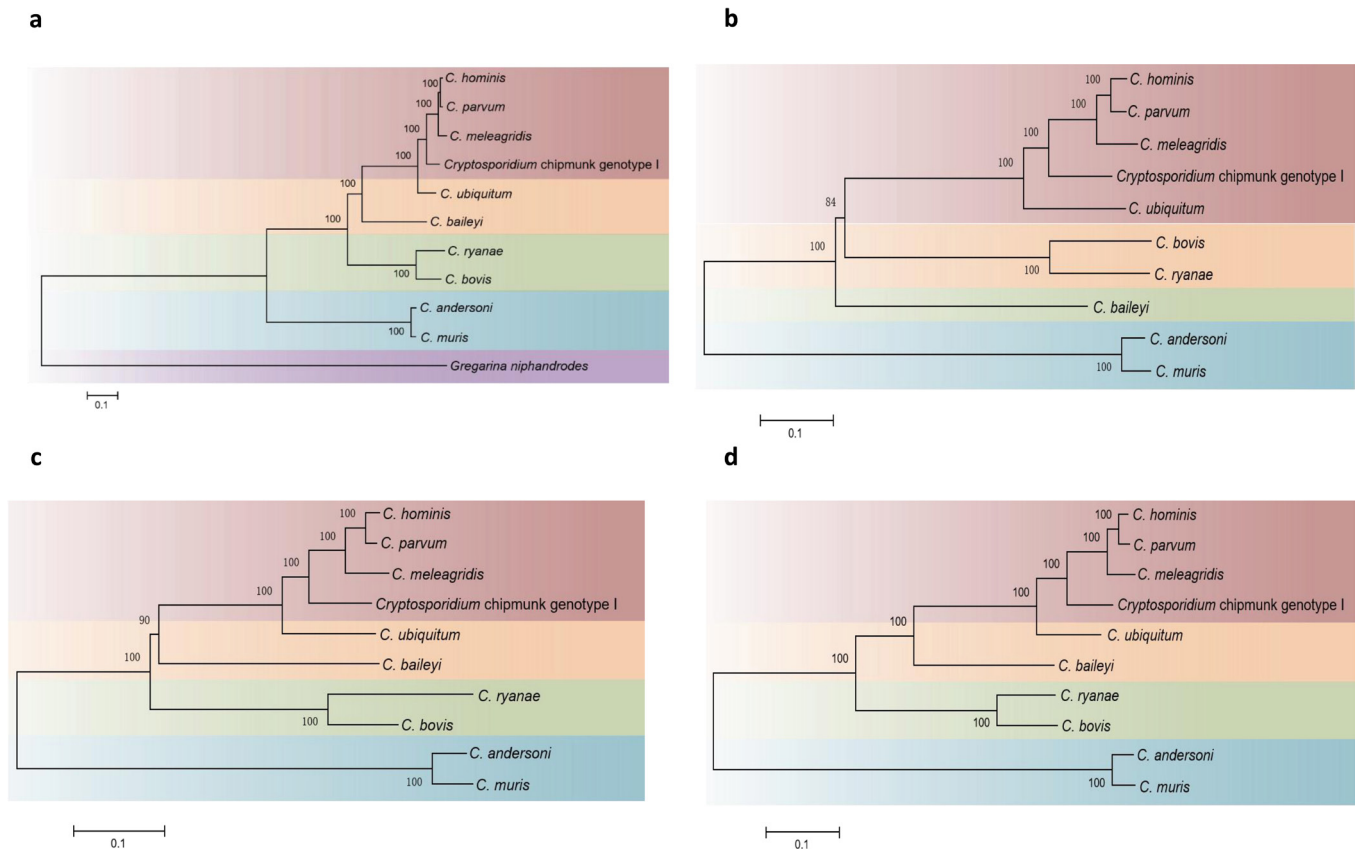 a
100
C. hominis
100
C. parvum
100
C. meleagridis
100
Cryptosporidium chipmunk genotype I
100
C. ubiquitum
100
C. baileyi
100
C. ryanae
100
C. bovis
C. andersoni
100
C. muris
Gregarina niphandrodes
0.1
b
100
C. hominis
100
C. parvum
100
C. meleagridis
100
Cryptosporidium chipmunk genotype I
84
C. ubiquitum
100
C. bovis
100
C. ryanae
C. baileyi
C. andersoni
100
C. muris
0.1
c
100
C. hominis
100
C. parvum
100
C. meleagridis
100
Cryptosporidium chipmunk genotype I
90
C. ubiquitum
100
C. baileyi
C. ryanae
100
C. bovis
C. andersoni
100
C. muris
0.1
d
100
C. hominis
100
C. parvum
100
C. meleagridis
100
Cryptosporidium chipmunk genotype I
100
C. ubiquitum
100
C. baileyi
C. ryanae
100
C. bovis
C. andersoni
100
C. muris
0.1